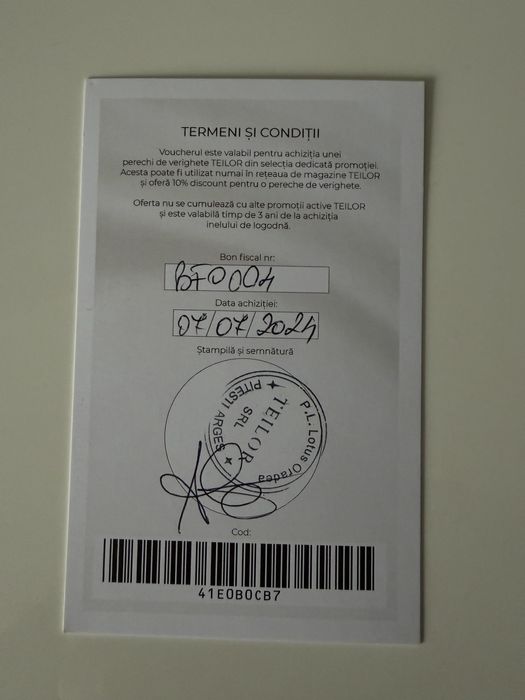 TERMENI ȘI CONDIȚII
Voucherul este valabil pentru achiziția unei
perechi de verighete TEILOR din selecția dedicată promoției.
Acesta poate fi utilizat numai în rețeaua de magazine TEILOR
și oferă 10% discount pentru o pereche de verighete.
Oferta nu se cumulează cu alte promoții active TEILOR
și este valabilă timp de 3 ani de la achiziția
inelului de logodnă.
Bon fiscal nr:
BF0004
Data achiziției:
07/07/2024
Ștampilă și semnătură
P.L. Lotus Oradea
TEILOR
SRL
PITESTI ARGES
Cod:
41E0B0CB7